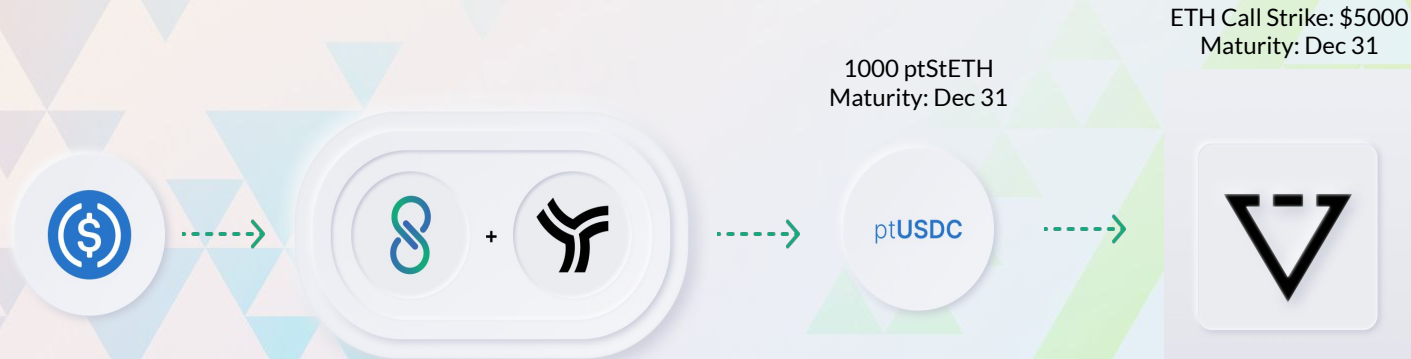 ETH Call Strike: $5000
Maturity: Dec 31
1000 ptStETH
Maturity: Dec 31
$
+
ptUSDC